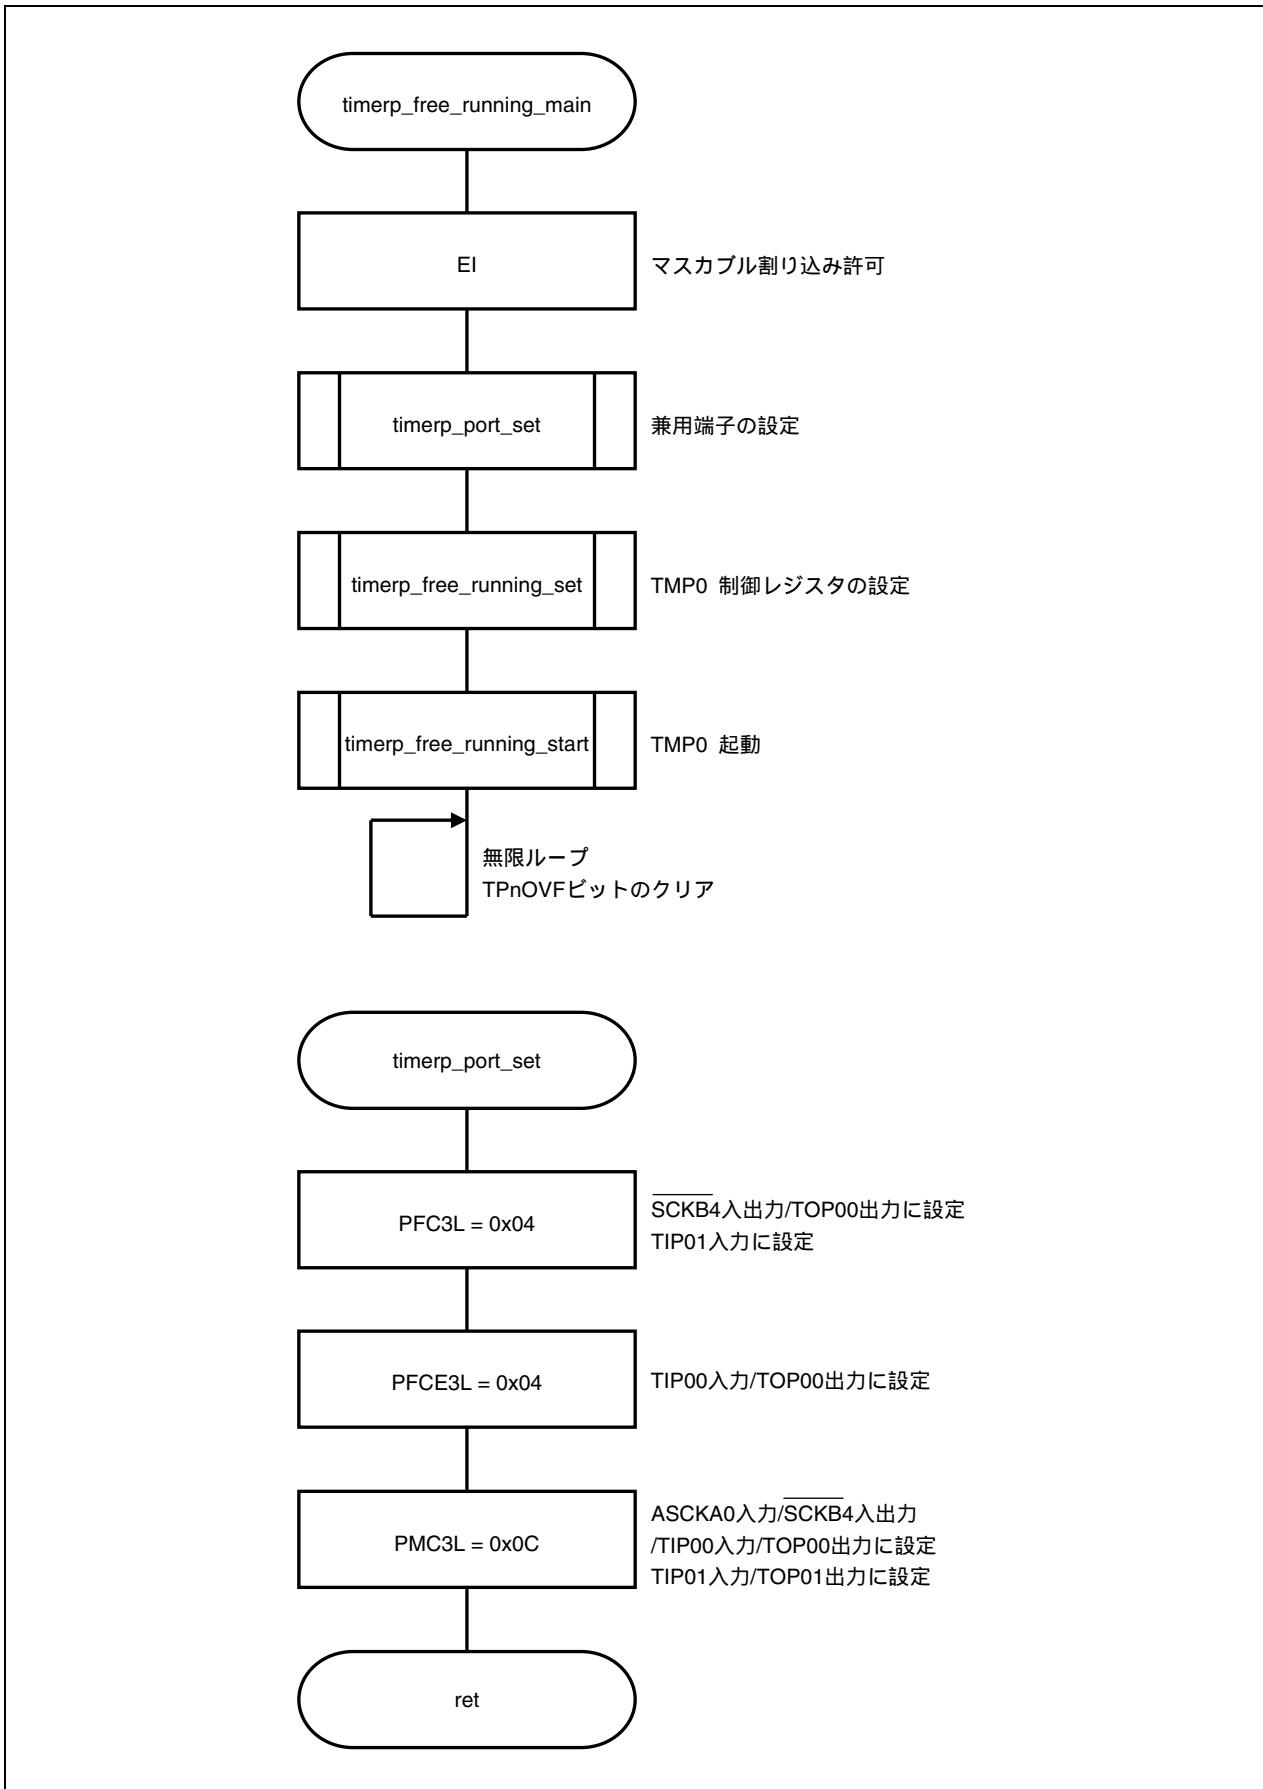 timerp_free_running_main
EI
マスカブル割り込み許可
timerp_port_set
兼用端子の設定
timerp_free_running_set
TMP0 制御レジスタの設定
timerp_free_running_start
TMP0 起動
無限ループ
TPnOVFビットのクリア
timerp_port_set
PFC3L = 0x04
SCKB4入出力/TOP00出力に設定
TIP01入力に設定
PFCE3L = 0x04
TIP00入力/TOP00出力に設定
PMC3L = 0x0C
ASCKA0入力/SCKB4入出力
/TIP00入力/TOP00出力に設定
TIP01入力/TOP01出力に設定
ret